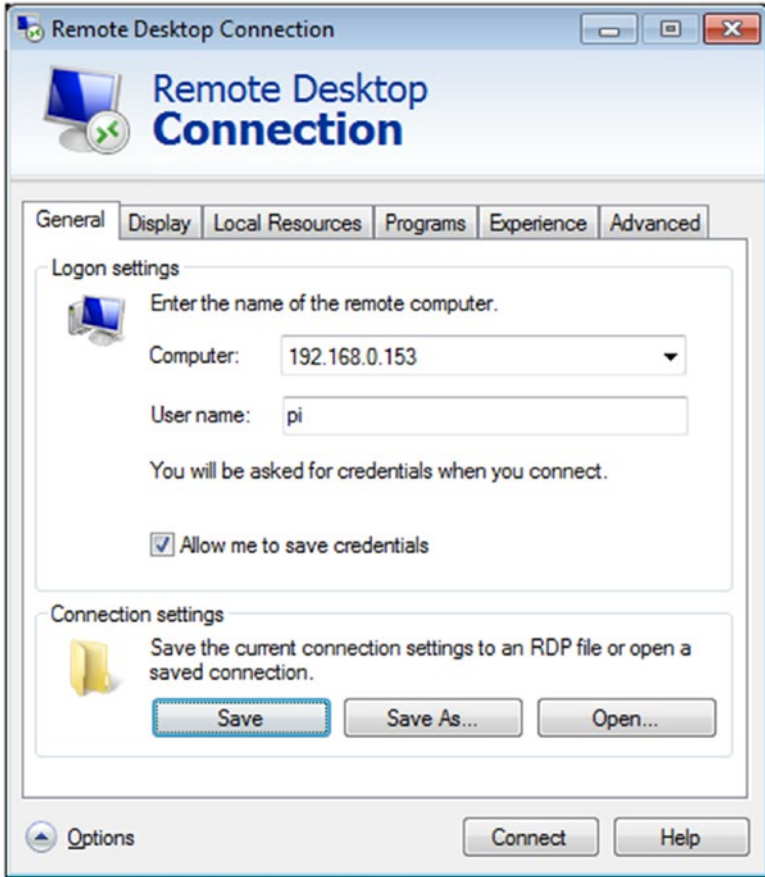 Remote Desktop Connection
Remote Desktop
Connection
General Display Local Resources Programs Experience Advanced
Logon settings
Enter the name of the remote computer.
Computer: 192.168.0.153
User name: pi
You will be asked for credentials when you connect.
Allow me to save credentials
Connection settings
Save the current connection settings to an RDP file or open a
saved connection.
Save Save As... Open...
Options Connect Help